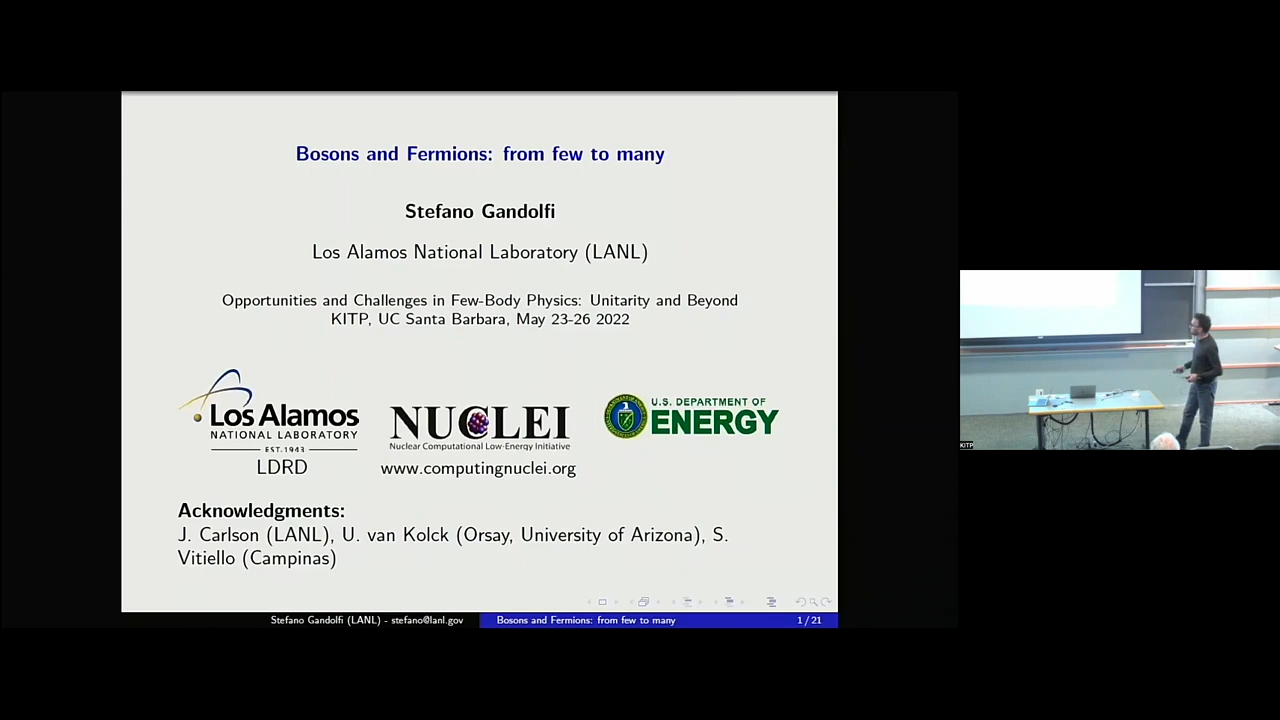 Bosons and Fermions: from few to many
Stefano Gandolfi
Los Alamos National Laboratory (LANL)
Opportunities and Challenges in Few-Body Physics: Unitarity and Beyond
KITP, UC Santa Barbara, May 23-26 2022
Los Alamos
NATIONAL LABORATORY
EST.1943
LDRD
NUCLEI
Nuclear Computational Low-Energy Initiative
www.computingnuclei.org
U.S. DEPARTMENT OF
ENERGY
Acknowledgments:
J. Carlson (LANL), U. van Kolck (Orsay, University of Arizona), S.
Vitiello (Campinas)
Stefano Gandolfi (LANL) - stefano@lanl.gov
Bosons and Fermions: from few to many
1 / 21
KITP